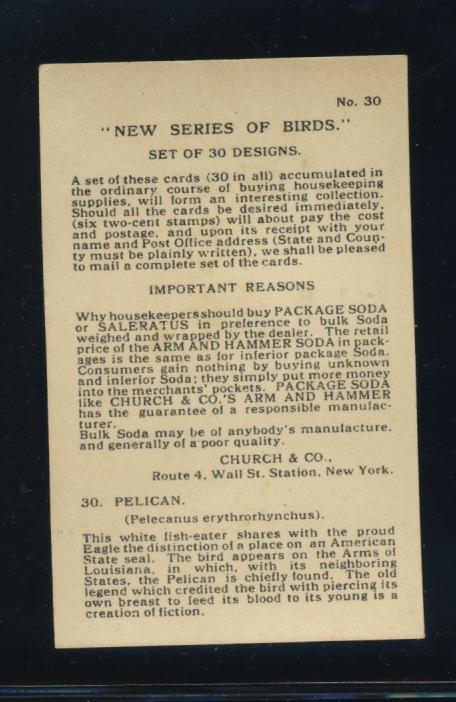 No. 30
"NEW SERIES OF BIRDS."
SET OF 30 DESIGNS.
A set of these cards (30 in all) accumulated in
the ordinary course of buying housekeeping
supplies, will form an interesting collection.
Should all the cards be desired immediately,
(six two-cent stamps) will about pay the cost
and postage, and upon its receipt with your
name and Post Office address (State and Coun-
ty must be plainly written), we shall be pleased
to mail a complete set of the cards.
IMPORTANT REASONS
Why housekeepers should buy PACKAGE SODA
or SALERATUS in preference to bulk Soda
weighed and wrapped by the dealer. The retail
price of the ARM AND HAMMER SODA in pack-
ages is the same as for inferior package Soda.
Consumers gain nothing by buying unknown
and inferior Soda; they simply put more money
into the merchants' pockets. PACKAGE SODA
like CHURCH & CO.'S ARM AND HAMMER
has the guarantee of a responsible manufac-
turer.
Bulk Soda may be of anybody's manufacture,
and generally of a poor quality.
CHURCH & CO.,
Route 4, Wall St. Station, New York.
30. PELICAN.
(Pelecanus erythrorhynchus).
This white fish-eater shares with the proud
Eagle the distinction of a place on an American
State seal. The bird appears on the Arms of
Louisiana, in which, with its neighboring
States, the Pelican is chiefly found. The old
legend which credited the bird with piercing its
own breast to feed its blood to its young is a
creation of fiction.